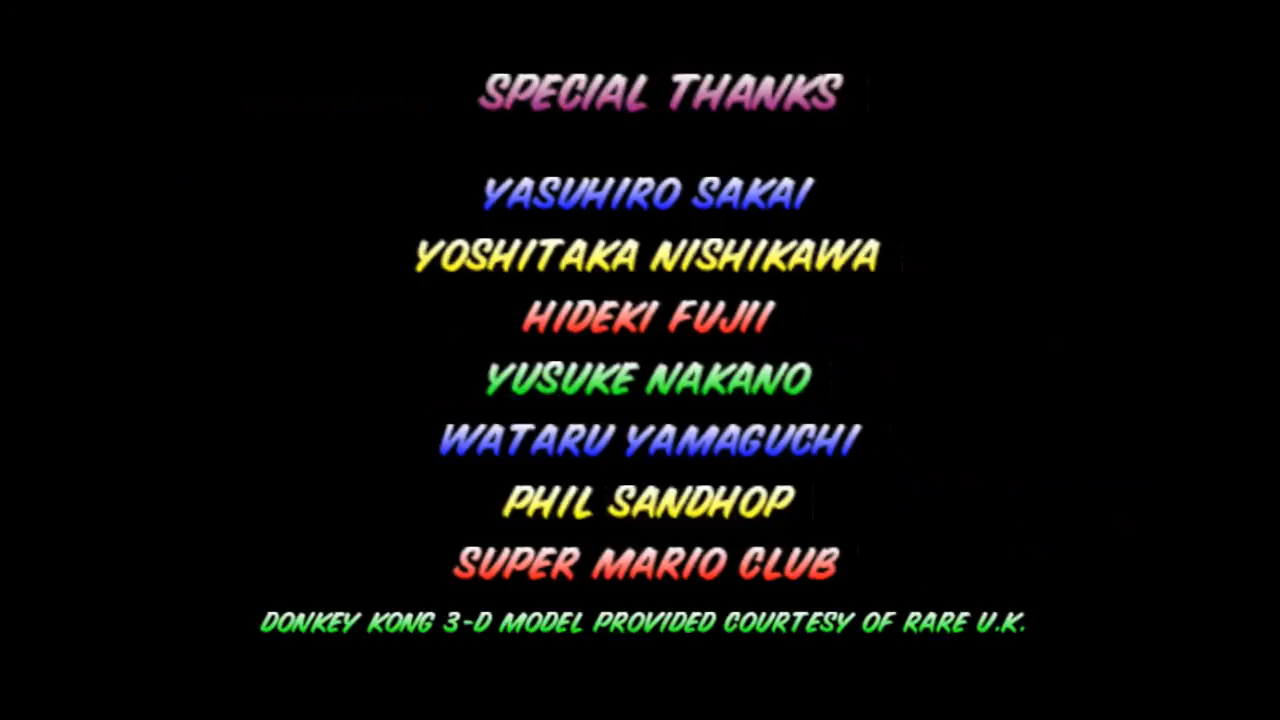 SPECIAL THANKS
YASUHIRO SAKAI
YOSHITAKA NISHIKAWA
HIDEKI FUJII
YUSUKE NAKANO
WATARU YAMAGUCHI
PHIL SANDHOP
SUPER MARIO CLUB
DONKEY KONG 3-D MODEL PROVIDED COURTESY OF RARE U.K.